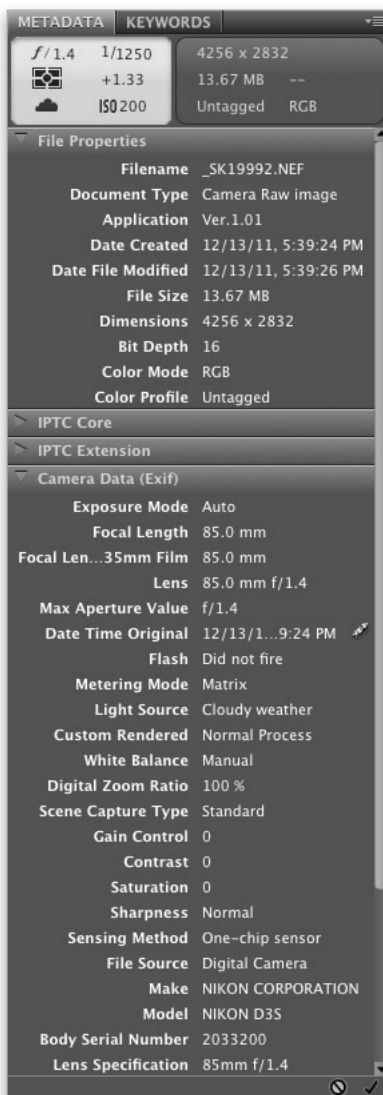 METADATA KEYWORDS
f/1.4 1/1250
+1.33
ISO 200
4256 x 2832
13.67 MB --
Untagged RGB
File Properties
Filename _SK19992.NEF
Document Type Camera Raw image
Application Ver.1.01
Date Created 12/13/11, 5:39:24 PM
Date File Modified 12/13/11, 5:39:26 PM
File Size 13.67 MB
Dimensions 4256 x 2832
Bit Depth 16
Color Mode RGB
Color Profile Untagged
IPTC Core
IPTC Extension
Camera Data (Exif)
Exposure Mode Auto
Focal Length 85.0 mm
Focal Len...35mm Film 85.0 mm
Lens 85.0 mm f/1.4
Max Aperture Value f/1.4
Date Time Original 12/13/1...9:24 PM
Flash Did not fire
Metering Mode Matrix
Light Source Cloudy weather
Custom Rendered Normal Process
White Balance Manual
Digital Zoom Ratio 100 %
Scene Capture Type Standard
Gain Control 0
Contrast 0
Saturation 0
Sharpness Normal
Sensing Method One-chip sensor
File Source Digital Camera
Make NIKON CORPORATION
Model NIKON D3S
Body Serial Number 2033200
Lens Specification 85mm f/1.4